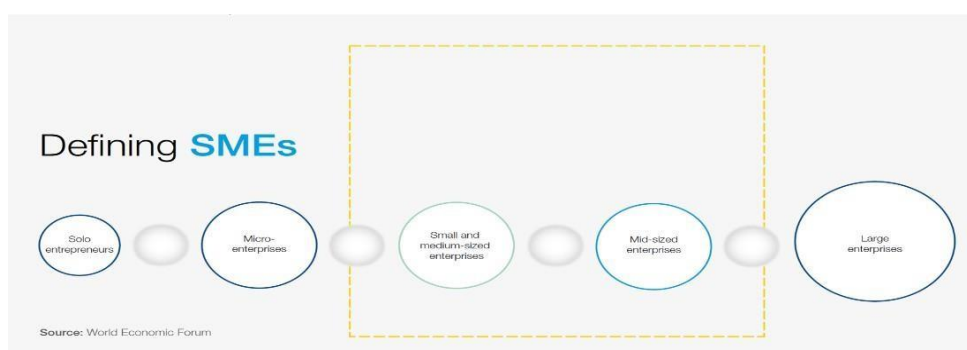 Defining SMEs
Solo
entrepreneurs
Micro-
enterprises
Small and
medium-sized
enterprises
Mid-sized
enterprises
Large
enterprises
Source: World Economic Forum